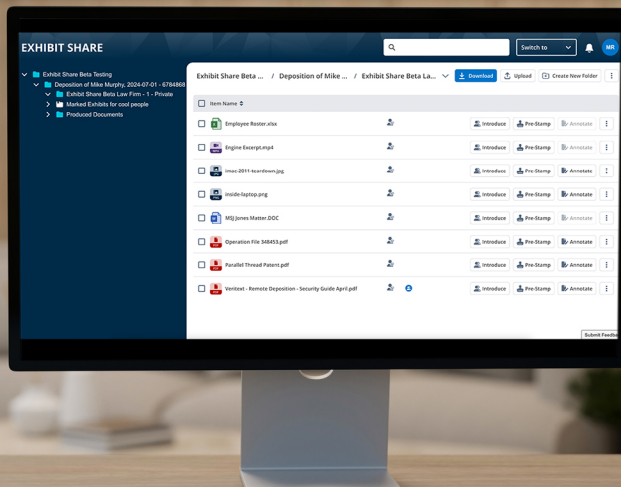 EXHIBIT SHARE
Switch to
MR
Exhibit Share Beta Testing
Deposition of Mike Murphy, 2024-07-01 - 6784868
Exhibit Share Beta Law Firm - 1 - Private
Marked Exhibits for cool people
Produced Documents
Exhibit Share Beta ... / Deposition of Mike ... / Exhibit Share Beta La...
Download
Upload
Create New Folder
Item Name
Employee Roster.xlsx
Introduce Pre-Stamp Annotate
Engine Excerpt.mp4
Introduce Pre-Stamp Annotate
imac-2011-teardown.jpg
Introduce Pre-Stamp Annotate
inside-laptop.png
Introduce Pre-Stamp Annotate
MSJ Jones Matter.DOC
Introduce Pre-Stamp Annotate
Operation File 348453.pdf
Introduce Pre-Stamp Annotate
Parallel Thread Patent.pdf
Introduce Pre-Stamp Annotate
Veritext - Remote Deposition - Security Guide April.pdf
Introduce Pre-Stamp Annotate
Submit Feedba